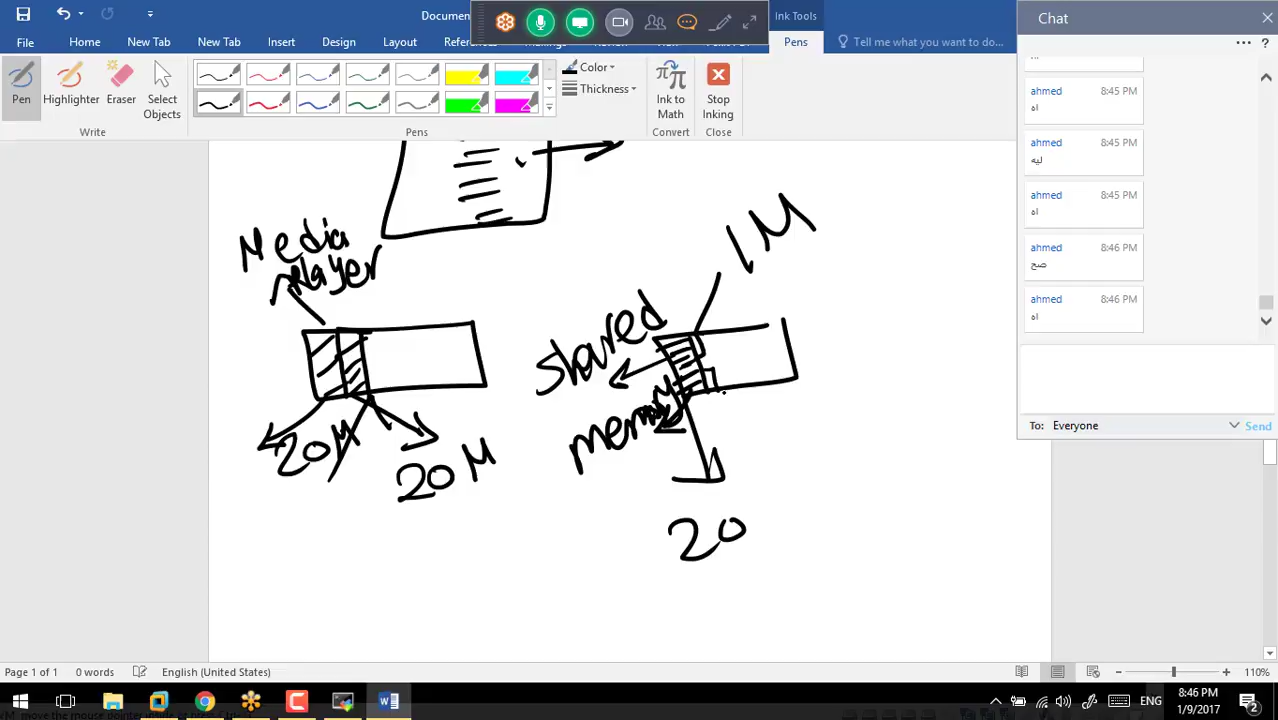 Documen
Ink Tools
Chat
File
Home
New Tab
New Tab
Insert
Design
Layout
Pens
Tell me what you want to do...
Pen
Highlighter
Eraser
Select
Objects
Color
Thickness
Ink to
Math
Stop
Inking
Write
Pens
Convert
Close
ahmed 8:45 PM
اه
ahmed 8:45 PM
ليه
ahmed 8:45 PM
اه
ahmed 8:46 PM
صح
ahmed 8:46 PM
اه
To: Everyone
Send
Media
player
1M
shared
memory
20M
20M
20
Page 1 of 1
0 words
English (United States)
110%
ENG
8:46 PM
1/9/2017
2